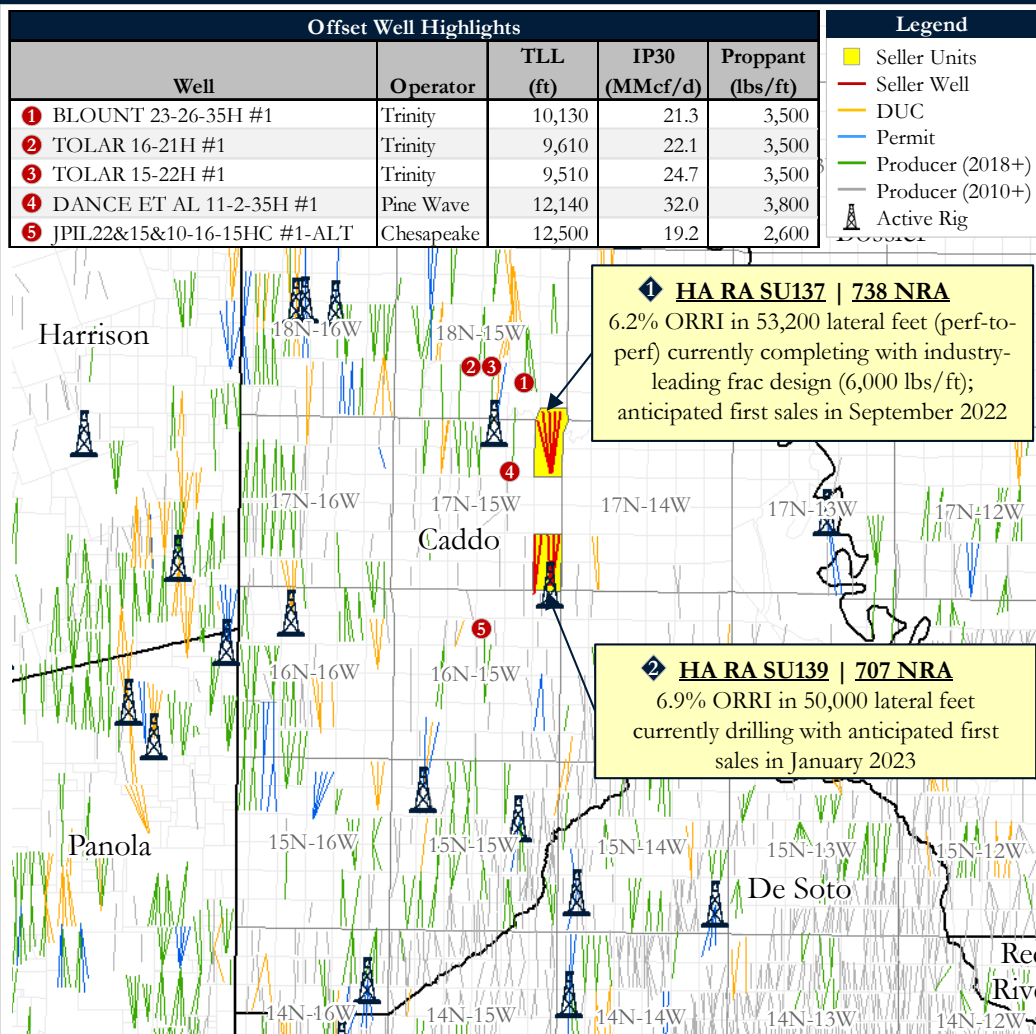 Offset Well Highlights
Well Operator TLL (ft) IP30 (MMcf/d) Proppant (lbs/ft)
1 BLOUNT 23-26-35H #1 Trinity 10,130 21.3 3,500
2 TOLAR 16-21H #1 Trinity 9,610 22.1 3,500
3 TOLAR 15-22H #1 Trinity 9,510 24.7 3,500
4 DANCE ET AL 11-2-35H #1 Pine Wave 12,140 32.0 3,800
5 JPIL22&15&10-16-15HC #1-ALT Chesapeake 12,500 19.2 2,600
Legend
Seller Units
Seller Well
DUC
Permit
Producer (2018+)
Producer (2010+)
Active Rig
1 HA RA SU137 | 738 NRA
6.2% ORRI in 53,200 lateral feet (perf-to-
perf) currently completing with industry-
leading frac design (6,000 lbs/ft);
anticipated first sales in September 2022
Harrison
18N-16W
18N-15W
2 3
1
4
17N-16W
17N-15W
17N-14W
17N-13W
17N-12W
Caddo
5
16N-16W
16N-15W
2 HA RA SU139 | 707 NRA
6.9% ORRI in 50,000 lateral feet
currently drilling with anticipated first
sales in January 2023
Panola
15N-16W
15N-15W
15N-14W
15N-13W
15N-12W
De Soto
14N-16W
14N-15W
14N-14W
14N-13W
14N-12W